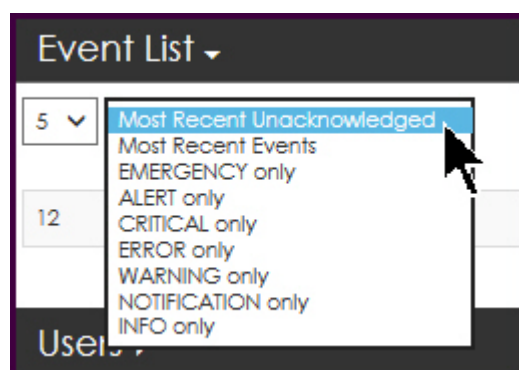 Event List
5
Most Recent Unacknowledged
Most Recent Events
EMERGENCY only
ALERT only
12
CRITICAL only
ERROR only
WARNING only
NOTIFICATION only
INFO only
Users